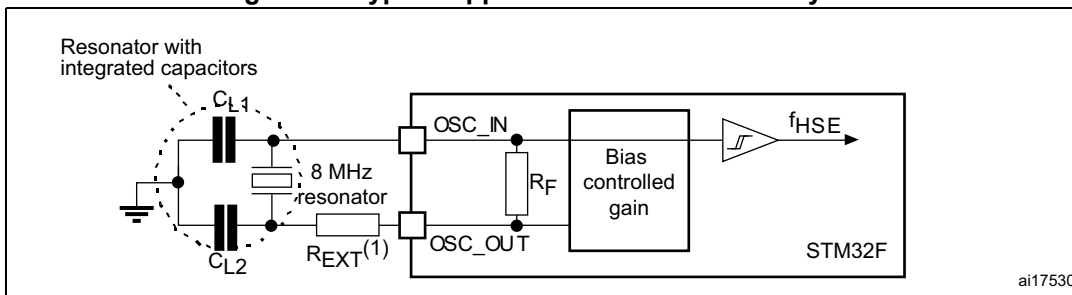 Resonator with
integrated capacitors
CL1
OSC_IN
fHSE
8 MHz
resonator
RF
Bias
controlled
gain
REXT(1)
OSC_OUT
STM32F
CL2
ai17530